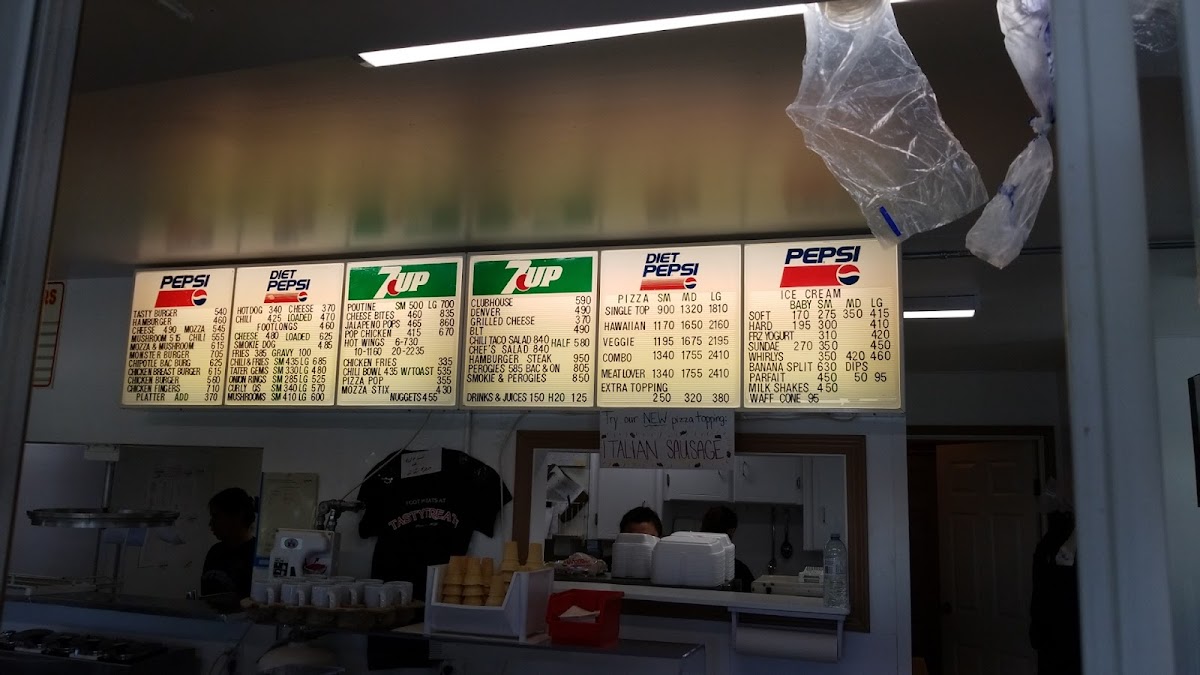 PEPSI
TASTY BURGER 540
HAMBURGER 460
CHEESE 490 MOZZA 545
MUSHROOM 515 CHILI 555
MOZZA & MUSHROOM 615
MONSTER BURGER 705
CHIPOTLE BAC BURG 625
CHICKEN BREAST BURGER 615
CHICKEN BURGER 560
CHICKEN FINGERS 710
PLATTER ADD 370
DIET
PEPSI
HOTDOG 340 CHEESE 370
CHILI 425 LOADED 470
FOOTLONGS 460
CHEESE 480 LOADED 625
SMOKIE DOG 485
FRIES 385 GRAVY 100
CHILI & FRIES SM 435 LG 685
TATER GEMS SM 330 LG 480
ONION RINGS SM 285 LG 525
CURLY QS SM 340 LG 570
MUSHROOMS SM 410 LG 600
7UP
POUTINE SM 500 LG 700
CHEESE BITES 460 835
JALAPENO POPS 465 860
POP CHICKEN 415 670
HOT WINGS 6-730
10-1160 20-2235
CHICKEN FRIES 335
CHILI BOWL 435 W/TOAST 535
PIZZA POP 355
MOZZA STIX 430
NUGGETS 455
7UP
CLUBHOUSE 590
DENVER 490
GRILLED CHEESE 370
BLT 490
CHILI TACO SALAD 840 HALF 580
CHEF'S SALAD 840
HAMBURGER STEAK 950
PEROGIES 585 BAC & ON 805
SMOKIE & PEROGIES 850
DRINKS & JUICES 150 H20 125
DIET
PEPSI
PIZZA SM MD LG
SINGLE TOP 900 1320 1810
HAWAIIAN 1170 1650 2160
VEGGIE 1195 1675 2195
COMBO 1340 1755 2410
MEATLOVER 1340 1755 2410
EXTRA TOPPING
250 320 380
PEPSI
ICE CREAM
BABY SM MD LG
SOFT 170 275 350 415
HARD 195 300 410
FRZ YOGURT 310 420
SUNDAE 270 350 450
WHIRLYS 350 420 460
BANANA SPLIT 630 DIPS
PARFAIT 450 50 95
MILK SHAKES 450
WAFF CONE 95
Try our NEW pizza topping:
ITALIAN SAUSAGE
TASTYTREAT